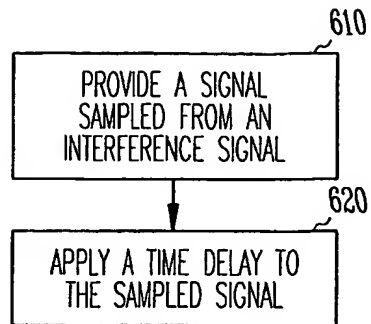 610
PROVIDE A SIGNAL
SAMPLED FROM AN
INTERFERENCE SIGNAL
620
APPLY A TIME DELAY TO
THE SAMPLED SIGNAL